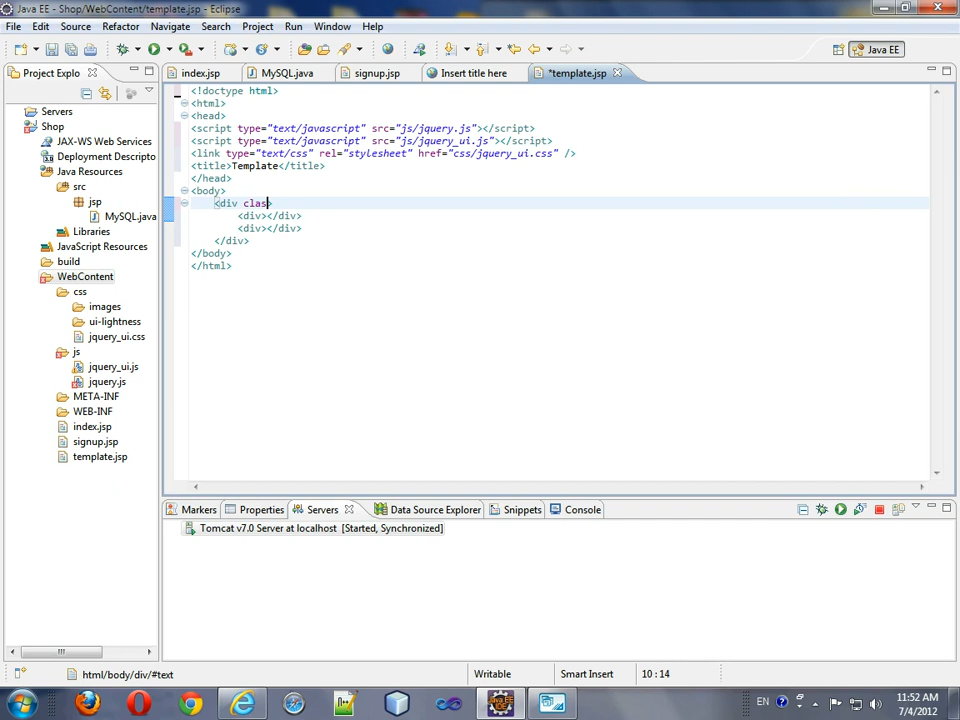 Java EE - Shop/WebContent/template.jsp - Eclipse
File Edit Source Refactor Navigate Search Project Run Window Help
Java EE
Project Explo
index.jsp MySQL.java signup.jsp Insert title here *template.jsp
Servers
Shop
JAX-WS Web Services
Deployment Descripto
Java Resources
src
jsp
MySQL.java
Libraries
JavaScript Resources
build
WebContent
css
images
ui-lightness
jquery_ui.css
js
jquery_ui.js
jquery.js
META-INF
WEB-INF
index.jsp
signup.jsp
template.jsp
<!doctype html>
<html>
<head>
<script type="text/javascript" src="js/jquery.js"></script>
<script type="text/javascript" src="js/jquery_ui.js"></script>
<link type="text/css" rel="stylesheet" href="css/jquery_ui.css" />
<title>Template</title>
</head>
<body>
<div clas>
<div></div>
<div></div>
</div>
</body>
</html>
Markers Properties Servers Data Source Explorer Snippets Console
Tomcat v7.0 Server at localhost [Started, Synchronized]
html/body/div/#text Writable Smart Insert 10 : 14
Java EE IDE
EN 11:52 AM
7/4/2012